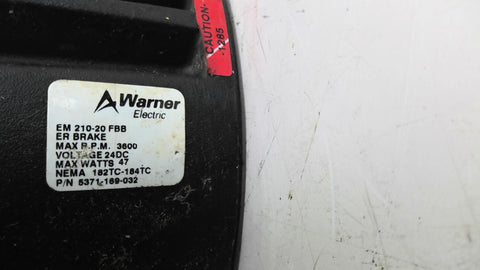 CAUTION
-1285
Warner
Electric
EM 210-20 FBB
ER BRAKE
MAX R.P.M. 3600
VOLTAGE 24DC
MAX WATTS 47
NEMA 182TC-184TC
P/N 5371-169-032